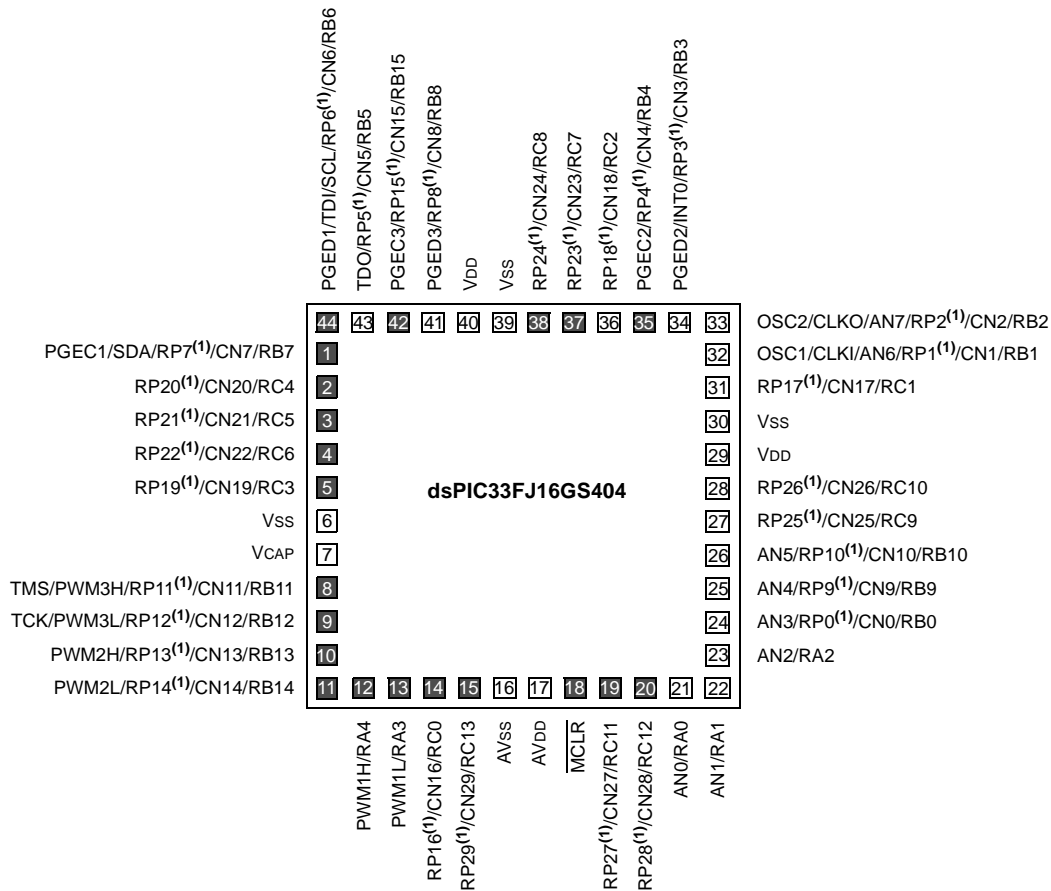 PGED1/TDI/SCL/RP6(1)/CN6/RB6
TDO/RP5(1)/CN5/RB5
PGEC3/RP15(1)/CN15/RB15
PGED3/RP8(1)/CN8/RB8
VDD
VSS
RP24(1)/CN24/RC8
RP23(1)/CN23/RC7
RP18(1)/CN18/RC2
PGEC2/RP4(1)/CN4/RB4
PGED2/INT0/RP3(1)/CN3/RB3
44 43 42 41 40 39 38 37 36 35 34 33 OSC2/CLKO/AN7/RP2(1)/CN2/RB2
PGEC1/SDA/RP7(1)/CN7/RB7 1 32 OSC1/CLKI/AN6/RP1(1)/CN1/RB1
RP20(1)/CN20/RC4 2 31 RP17(1)/CN17/RC1
RP21(1)/CN21/RC5 3 30 VSS
RP22(1)/CN22/RC6 4 29 VDD
RP19(1)/CN19/RC3 5 dsPIC33FJ16GS404 28 RP26(1)/CN26/RC10
VSS 6 27 RP25(1)/CN25/RC9
VCAP 7 26 AN5/RP10(1)/CN10/RB10
TMS/PWM3H/RP11(1)/CN11/RB11 8 25 AN4/RP9(1)/CN9/RB9
TCK/PWM3L/RP12(1)/CN12/RB12 9 24 AN3/RP0(1)/CN0/RB0
PWM2H/RP13(1)/CN13/RB13 10 23 AN2/RA2
PWM2L/RP14(1)/CN14/RB14 11 12 13 14 15 16 17 18 19 20 21 22
PWM1H/RA4
PWM1L/RA3
RP16(1)/CN16/RC0
RP29(1)/CN29/RC13
AVSS
AVDD
MCLR
RP27(1)/CN27/RC11
RP28(1)/CN28/RC12
AN0/RA0
AN1/RA1